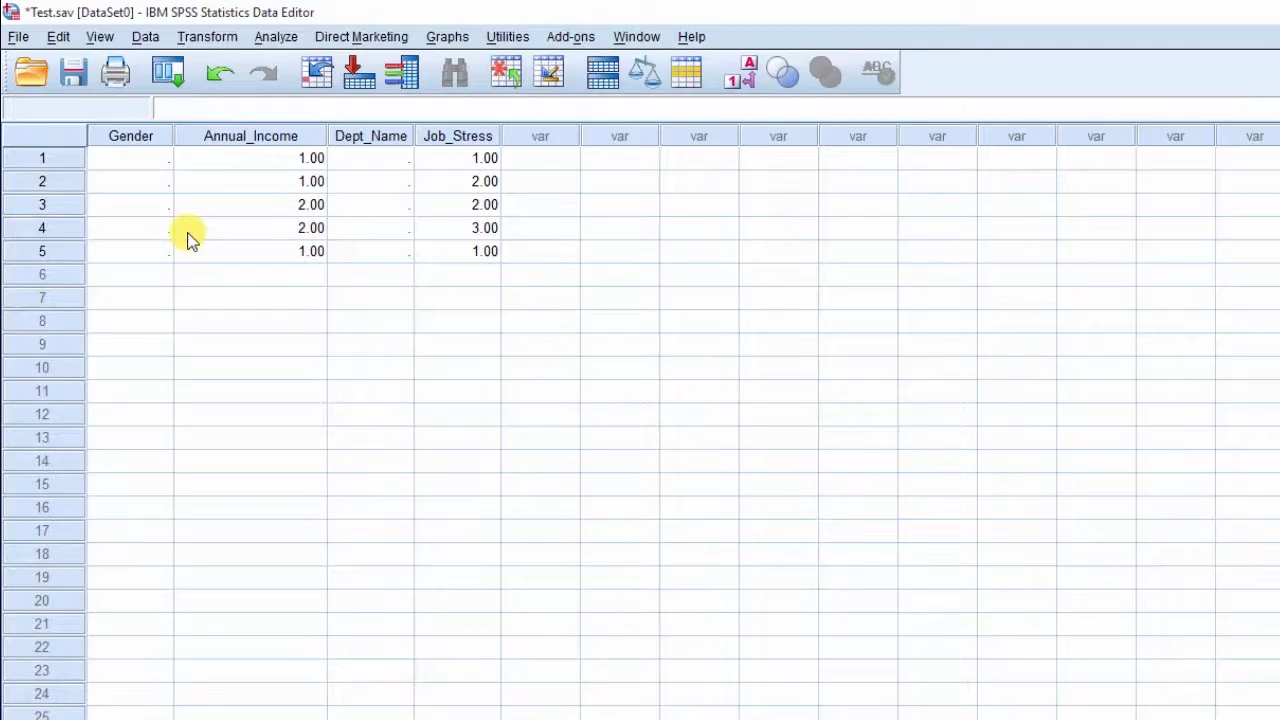 *Test.sav [DataSet0] - IBM SPSS Statistics Data Editor
File Edit View Data Transform Analyze Direct Marketing Graphs Utilities Add-ons Window Help
1 A ABC
Gender Annual_Income Dept_Name Job_Stress var var var var var var var var var var
1 . 1.00 . 1.00
2 . 1.00 . 2.00
3 . 2.00 . 2.00
4 . 2.00 . 3.00
5 . 1.00 . 1.00
6
7
8
9
10
11
12
13
14
15
16
17
18
19
20
21
22
23
24
25